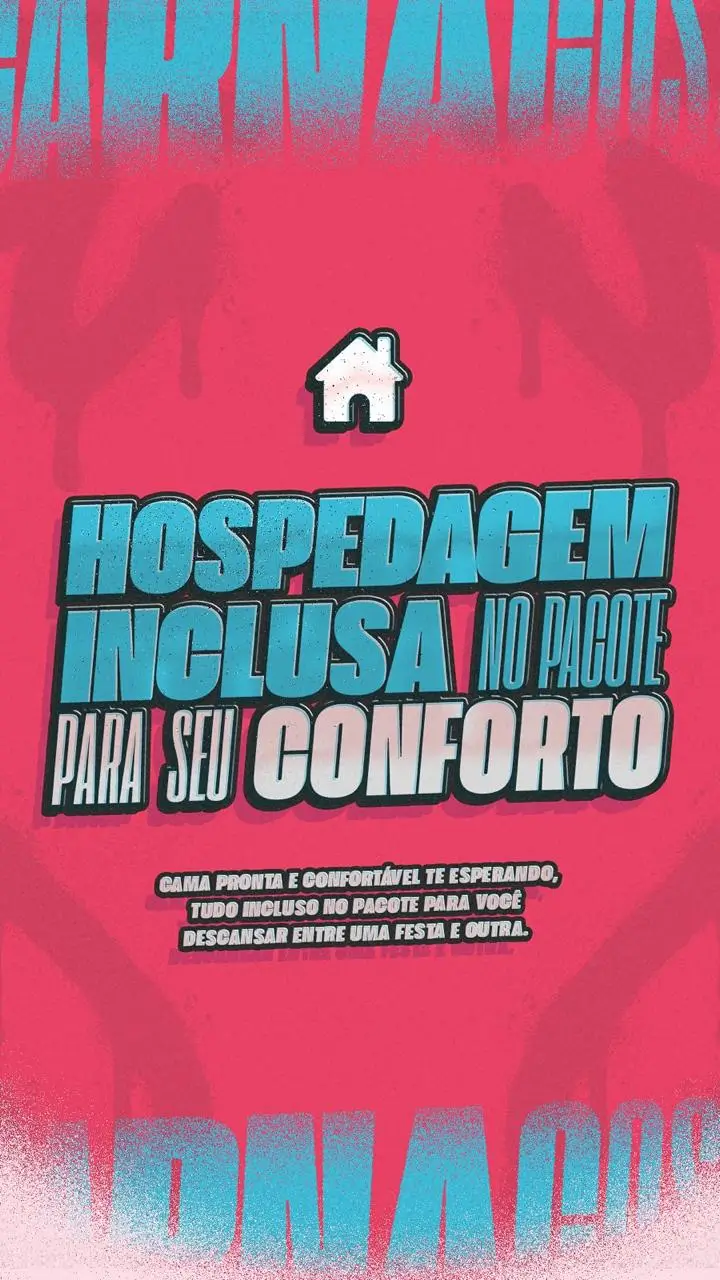 HOSPEDAGEM
INCLUSA NO PACOTE
PARA SEU CONFORTO
CAMA PRONTA E CONFORTÁVEL TE ESPERANDO,
TUDO INCLUSO NO PACOTE PARA VOCÊ
DESCANSAR ENTRE UMA FESTA E OUTRA.